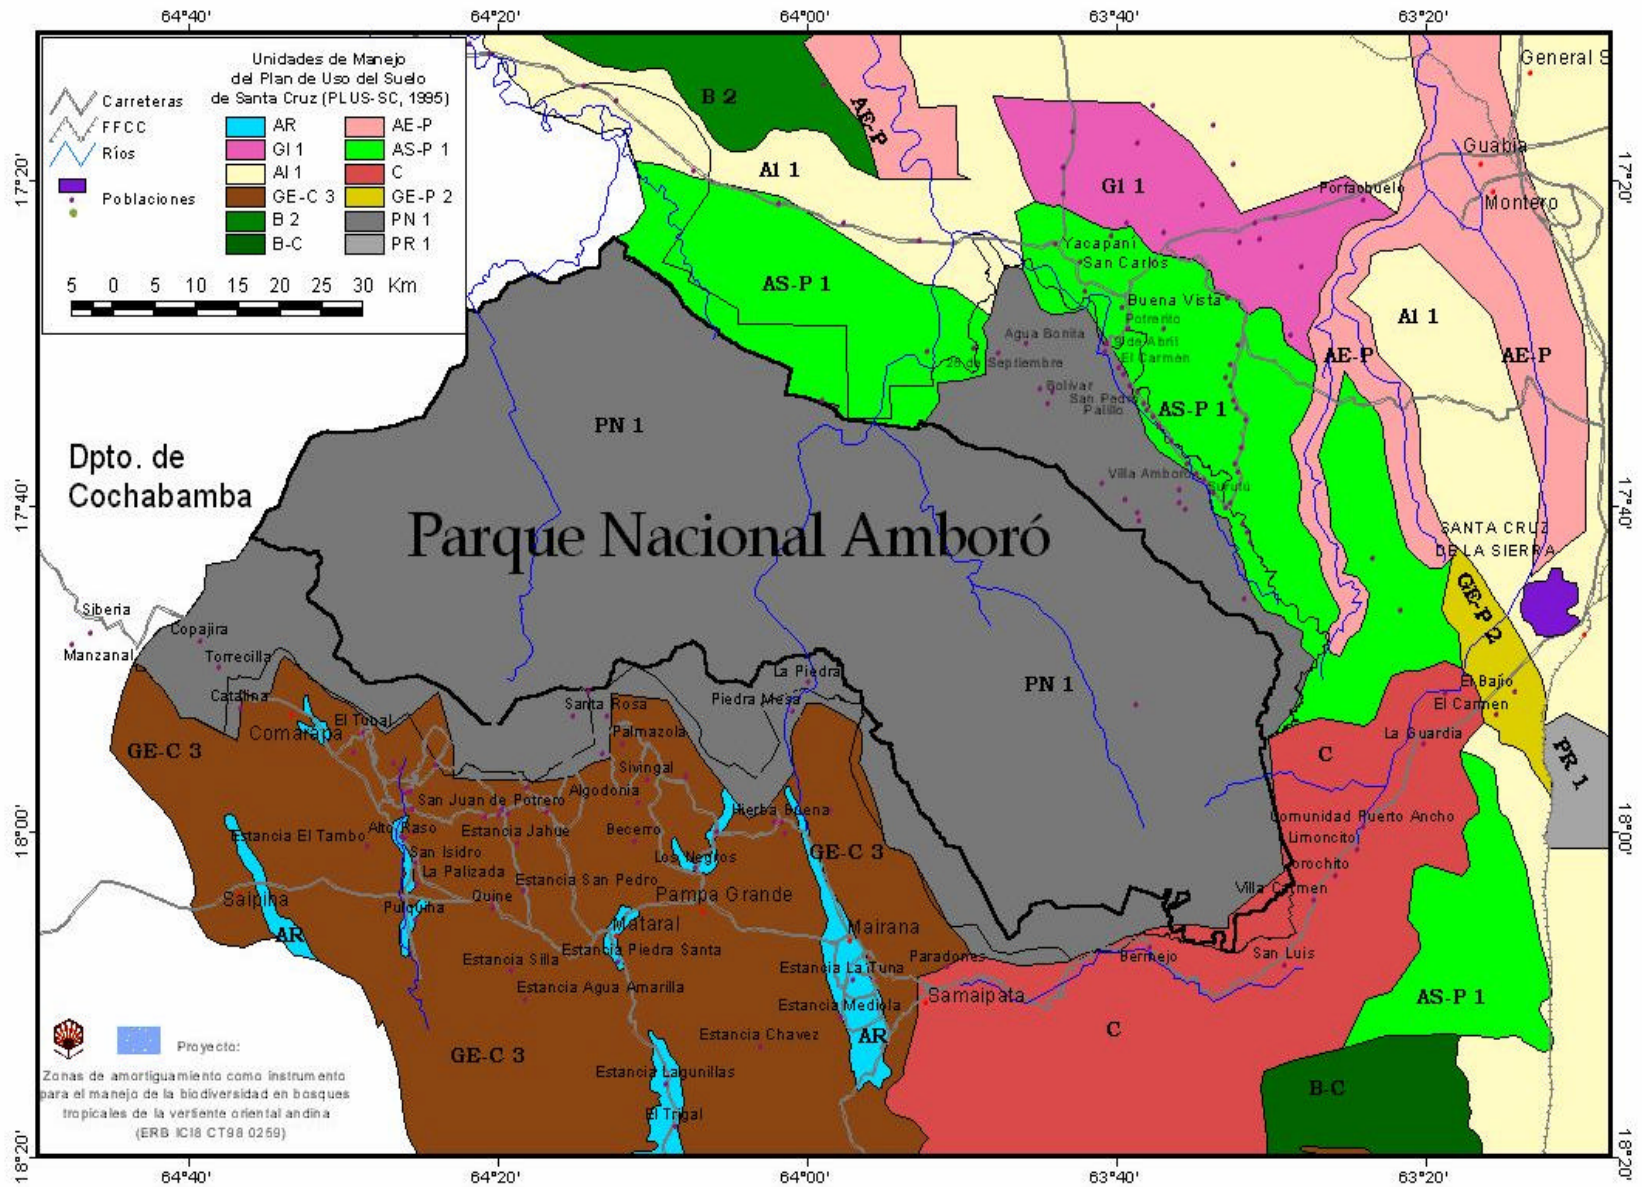 64°40' 64°20' 64°00' 63°40' 63°20'
Unidades de Manejo
del Plan de Uso del Suelo
de Santa Cruz (PLUS-SC, 1995)
Carreteras
FFCC
Ríos
Poblaciones
AR AE-P
GI 1 AS-P 1
AI 1 C
GE-C 3 GE-P 2
B 2 PN 1
B-C PR 1
5 0 5 10 15 20 25 30 Km
General S
B 2
AE-P
Guabia
17°20' 17°20'
AI 1
GI 1
Portachuelo
Montero
Yacapaní
San Carlos
AS-P 1
Buena Vista
Potrerito
AI 1
Agua Bonita
9 de Abril
El Carmen
AE-P
AE-P
25 de Septiembre
Bolivar
San Pedro
Palillo
AS-P 1
PN 1
Dpto. de
Cochabamba
Villa Amboró
Surutú
17°40' 17°40'
Parque Nacional Amboró
SANTA CRUZ
DE LA SIERRA
GE-P 2
Siberia
Copajira
Manzanal
Torrecilla
La Piedra
PN 1
El Bajío
Catalina
Piedra Mesa
Santa Rosa
El Carmen
El Tunal
Comarapa
Palmazola
La Guardia
GE-C 3
C
PR 1
Sivingal
Algodonia
San Juan de Potrero
Hierba Buena
Comunidad Puerto Ancho
Alto Raso
Estancia El Tambo
Estancia Jahue
Becerro
Limoncito
18°00' 18°00'
San Isidro
Los Negros
GE-C 3
Jorochito
La Palizada
Estancia San Pedro
Villa Carmen
Saipina
Quine
Pampa Grande
Pulquina
Mataral
Mairana
AR
Estancia Piedra Santa
Estancia Silla
Paradones
Bermejo
San Luis
Estancia La Tuna
Estancia Agua Amarilla
Samaipata
AS-P 1
Estancia Mediola
Estancia Chavez
AR
C
GE-C 3
Estancia Lagunillas
B-C
El Trigal
Proyecto:
Zonas de amortiguamiento como instrumento
para el manejo de la biodiversidad en bosques
tropicales de la vertiente oriental andina
(ERB IC18 CT98 0259)
18°20' 18°20'
64°40' 64°20' 64°00' 63°40' 63°20'